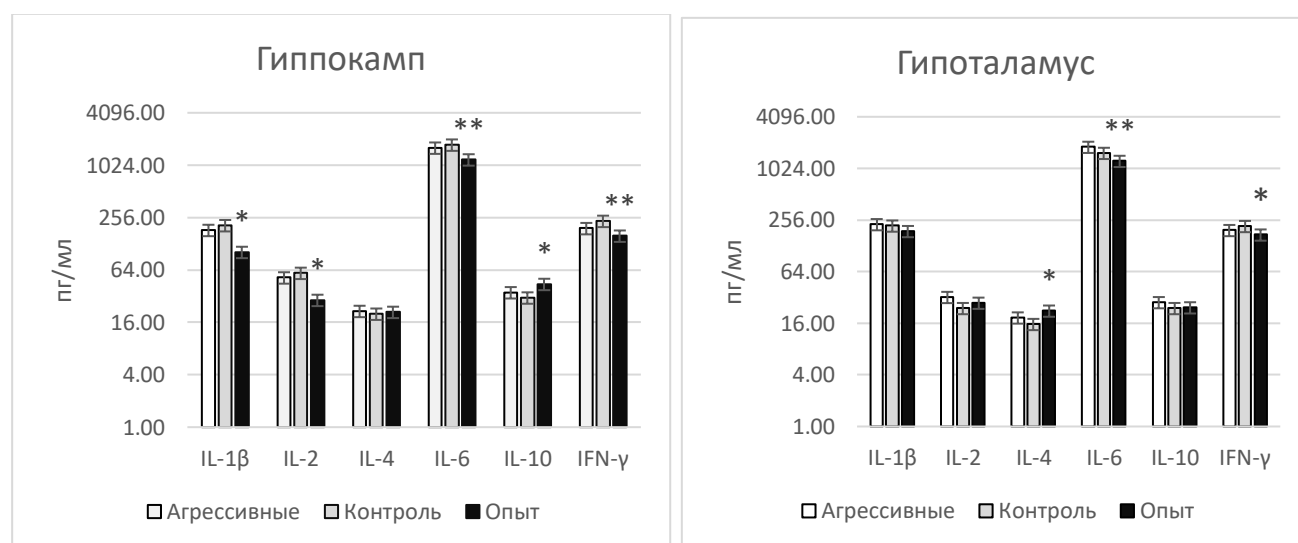 Гиппокамп
4096.00
1024.00
256.00
64.00
16.00
4.00
1.00
пг/мл
**
*
*
*
**
IL-1β IL-2 IL-4 IL-6 IL-10 IFN-γ
Агрессивные Контроль Опыт
Гипоталамус
4096.00
1024.00
256.00
64.00
16.00
4.00
1.00
пг/мл
**
*
*
IL-1β IL-2 IL-4 IL-6 IL-10 IFN-γ
Агрессивные Контроль Опыт